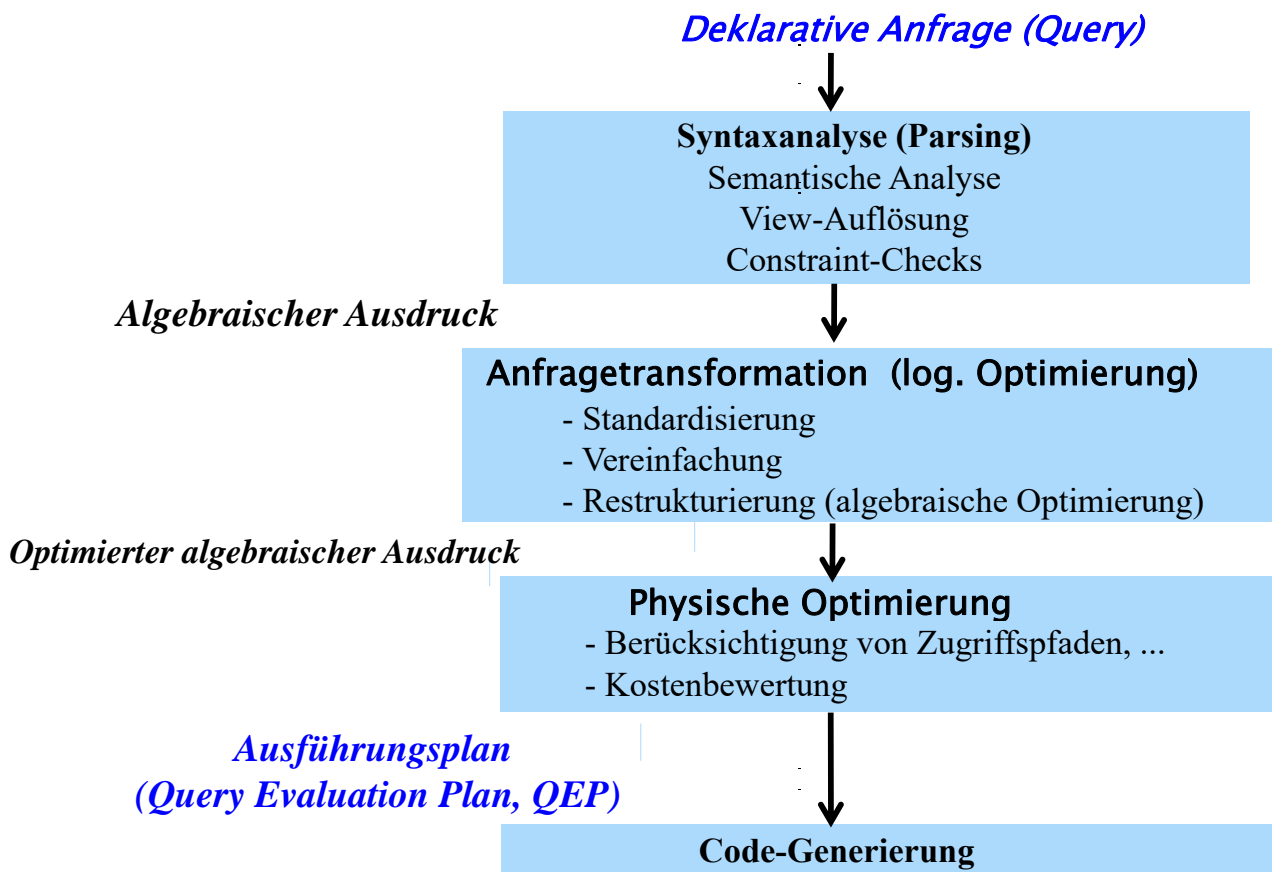 Deklarative Anfrage (Query)
Syntaxanalyse (Parsing)
Semantische Analyse
View-Auflösung
Constraint-Checks
Algebraischer Ausdruck
Anfragetransformation (log. Optimierung)
- Standardisierung
- Vereinfachung
- Restrukturierung (algebraische Optimierung)
Optimierter algebraischer Ausdruck
Physische Optimierung
- Berücksichtigung von Zugriffspfaden, ...
- Kostenbewertung
Ausführungsplan
(Query Evaluation Plan, QEP)
Code-Generierung